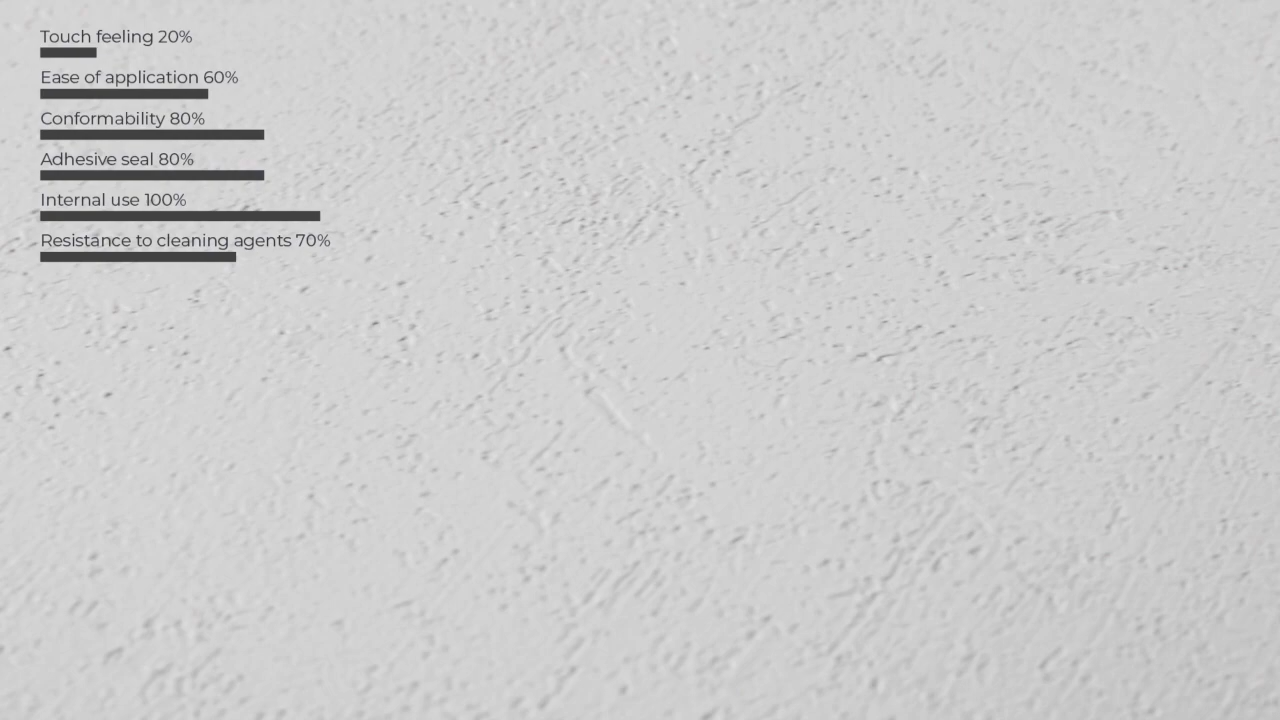 Touch feeling 20%
Ease of application 60%
Conformability 80%
Adhesive seal 80%
Internal use 100%
Resistance to cleaning agents 70%